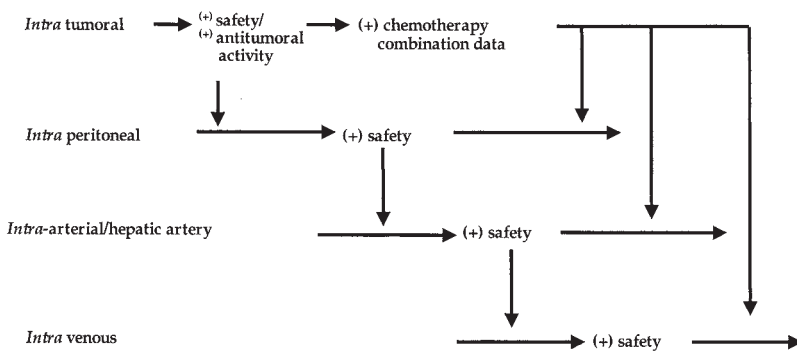 Intra tumoral
(+) safety/
(+) antitumoral
activity
(+) chemotherapy
combination data
Intra peritoneal
(+) safety
Intra-arterial/hepatic artery
(+) safety
Intra venous
(+) safety